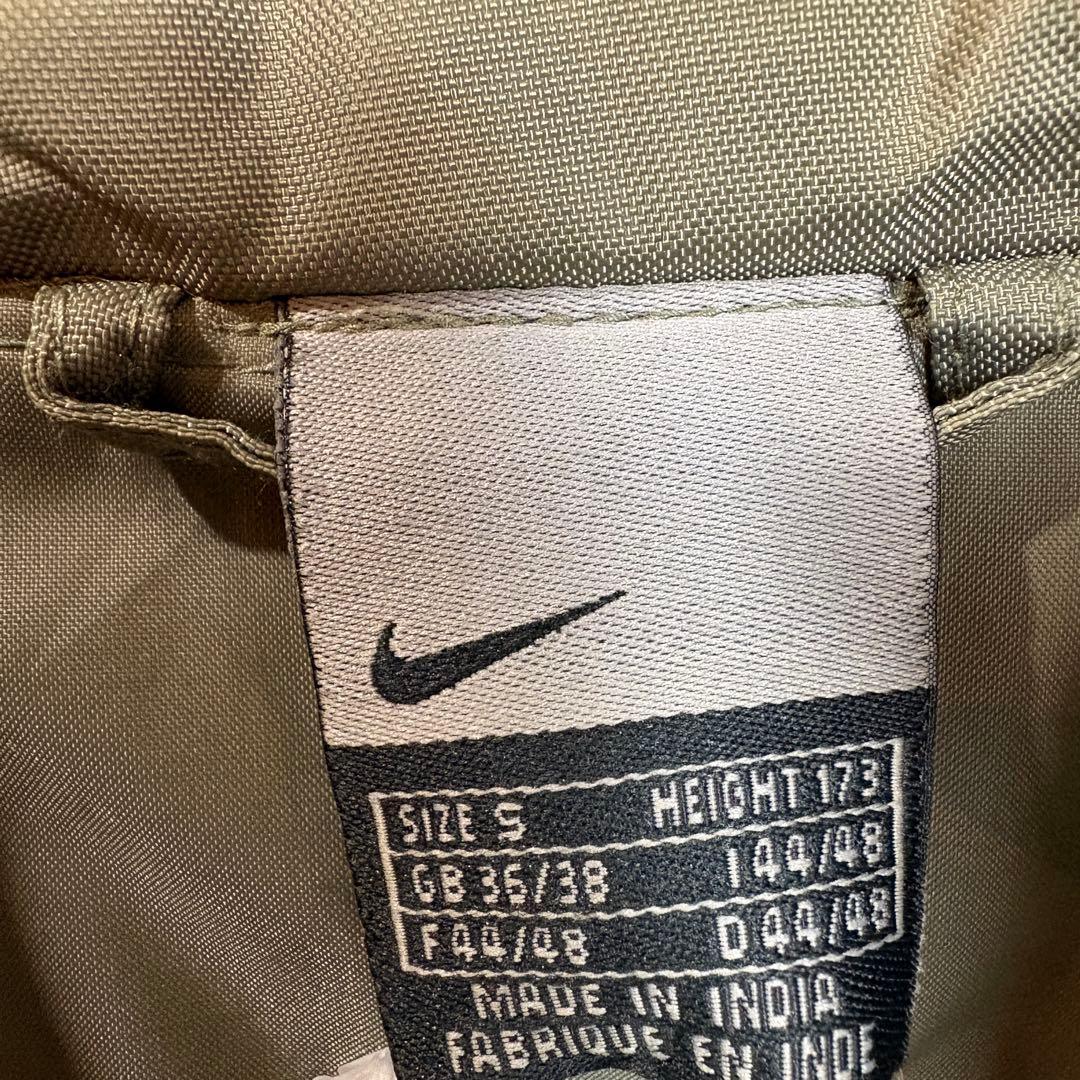 SIZE S HEIGHT 173
GB 35/38 I 44/48
F 44/48 D 44/48
MADE IN INDIA
FABRIQUE EN INDE